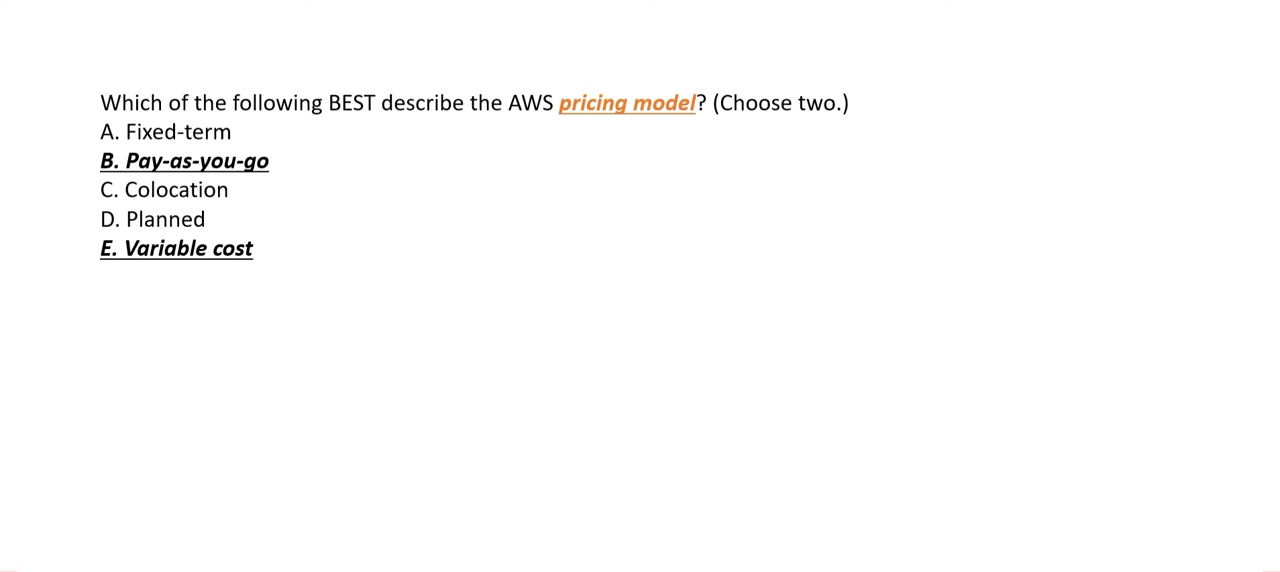 Which of the following BEST describe the AWS pricing model? (Choose two.)
A. Fixed-term
B. Pay-as-you-go
C. Colocation
D. Planned
E. Variable cost